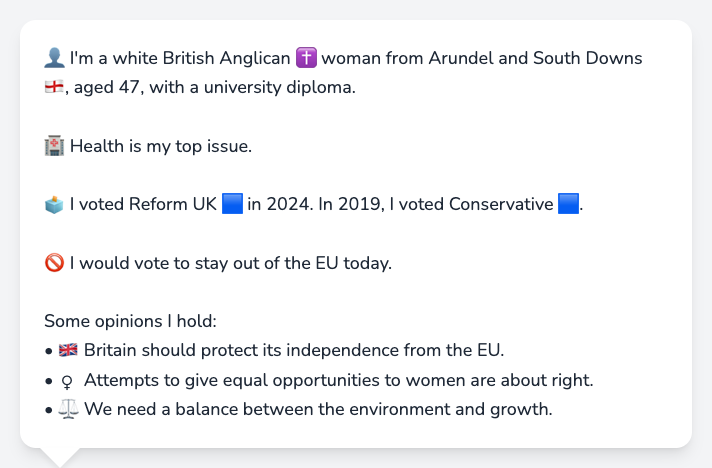 👤 I'm a white British Anglican ✝️ woman from Arundel and South Downs
🏴󠁧󠁢󠁥󠁮󠁧󠁿, aged 47, with a university diploma.
🏥 Health is my top issue.
🗳️ I voted Reform UK 🟦 in 2024. In 2019, I voted Conservative 🟦.
🚫 I would vote to stay out of the EU today.
Some opinions I hold:
• 🇬🇧 Britain should protect its independence from the EU.
• ♀ Attempts to give equal opportunities to women are about right.
• ⚖️ We need a balance between the environment and growth.